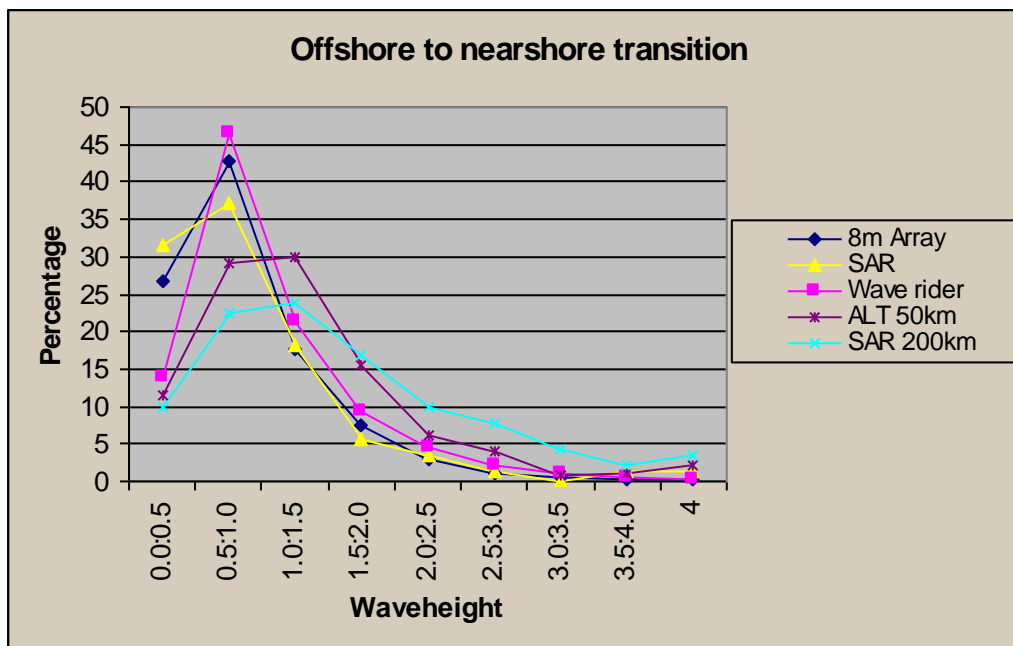 Offshore to nearshore transition
50
45
40
35
30
25
20
15
10
5
0
Percentage
0.0:0.5
0.5:1.0
1.0:1.5
1.5:2.0
2.0:2.5
2.5:3.0
3.0:3.5
3.5:4.0
4
Waveheight
8m Array
SAR
Wave rider
ALT 50km
SAR 200km